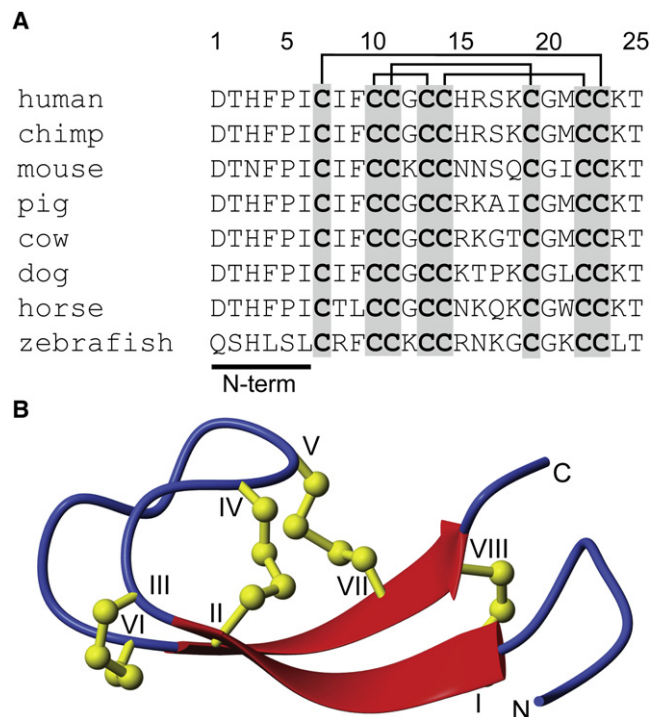 A
1 5 10 15 20 25
human DTHFPICIFCCGCCHRSKCGMCCKT
chimp DTHFPICIFCCGCCHRSKCGMCCKT
mouse DTNFPICIFCCKCCNNSQCGICCKT
pig DTHFPICIFCCGCCRKAICGMCCKT
cow DTHFPICIFCCGCCRKGTCGMCCRT
dog DTHFPICIFCCGCCKTPKCGLCCKT
horse DTHFPICTLCCGCCNKQKCGWCCKT
zebrafish QSHLSLCRFCCKCCRNKGCGKCCLT
N-term
B
V
IV
C
VIII
III
VII
II
VI
I
N